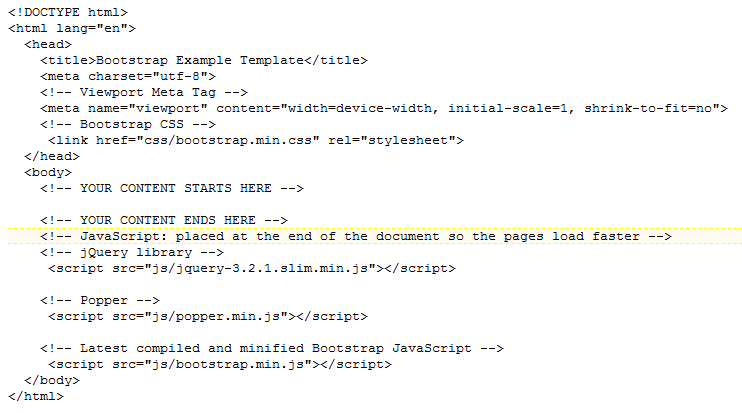 <!DOCTYPE html>
<html lang="en">
  <head>
    <title>Bootstrap Example Template</title>
    <meta charset="utf-8">
    <!-- Viewport Meta Tag -->
    <meta name="viewport" content="width=device-width, initial-scale=1, shrink-to-fit=no">
    <!-- Bootstrap CSS -->
     <link href="css/bootstrap.min.css" rel="stylesheet">
  </head>
  <body>
    <!-- YOUR CONTENT STARTS HERE -->

    <!-- YOUR CONTENT ENDS HERE -->
    <!-- JavaScript: placed at the end of the document so the pages load faster -->
    <!-- jQuery library -->
     <script src="js/jquery-3.2.1.slim.min.js"></script>

    <!-- Popper -->
     <script src="js/popper.min.js"></script>

    <!-- Latest compiled and minified Bootstrap JavaScript -->
     <script src="js/bootstrap.min.js"></script>
  </body>
</html>